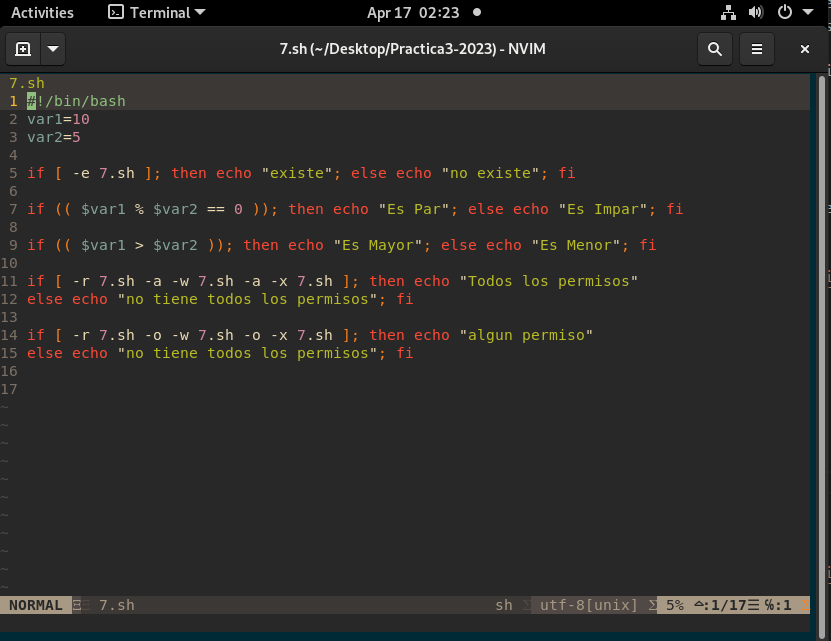 Activities Terminal Apr 17 02:23
7.sh (~/Desktop/Practica3-2023) - NVIM
7.sh
1 #!/bin/bash
2 var1=10
3 var2=5
4
5 if [ -e 7.sh ]; then echo "existe"; else echo "no existe"; fi
6
7 if (( $var1 % $var2 == 0 )); then echo "Es Par"; else echo "Es Impar"; fi
8
9 if (( $var1 > $var2 )); then echo "Es Mayor"; else echo "Es Menor"; fi
10
11 if [ -r 7.sh -a -w 7.sh -a -x 7.sh ]; then echo "Todos los permisos"
12 else echo "no tiene todos los permisos"; fi
13
14 if [ -r 7.sh -o -w 7.sh -o -x 7.sh ]; then echo "algun permiso"
15 else echo "no tiene todos los permisos"; fi
16
17
~
~
~
~
~
~
~
~
~
~
~
NORMAL 7.sh sh utf-8[unix] 5% :1/17☰ ℅:1